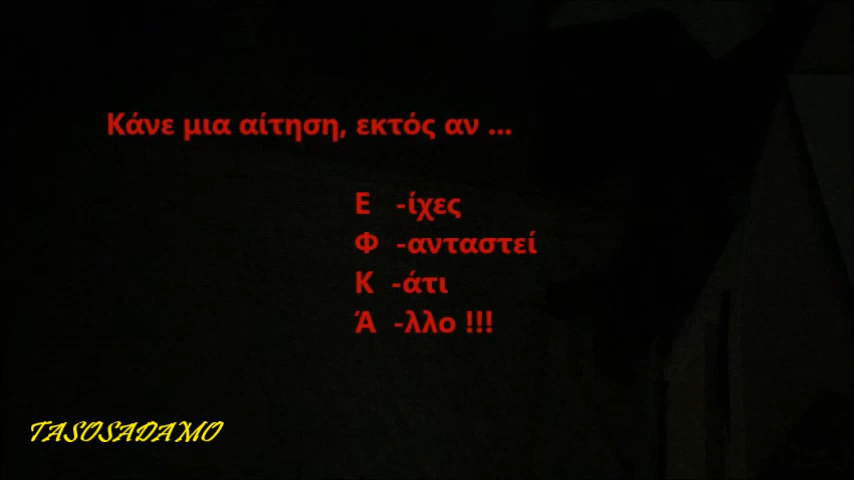 Κάνε μια αίτηση, εκτός αν ...
Ε -ίχες
Φ -ανταστεί
Κ -άτι
Ά -λλο !!!
TASOSADAMO